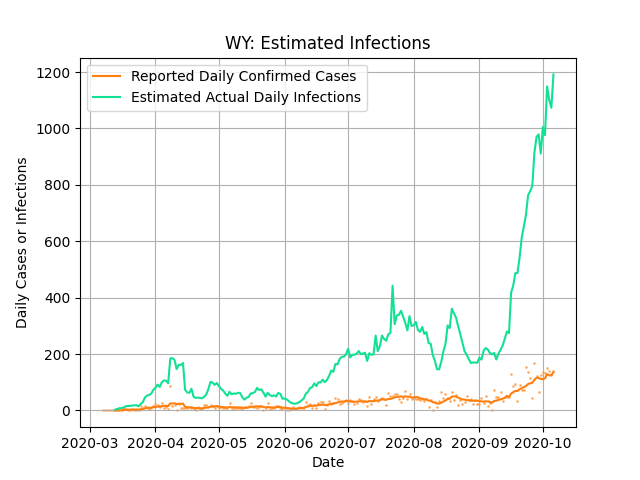 WY: Estimated Infections
Reported Daily Confirmed Cases
Estimated Actual Daily Infections
Daily Cases or Infections
1200
1000
800
600
400
200
0
2020-03 2020-04 2020-05 2020-06 2020-07 2020-08 2020-09 2020-10
Date